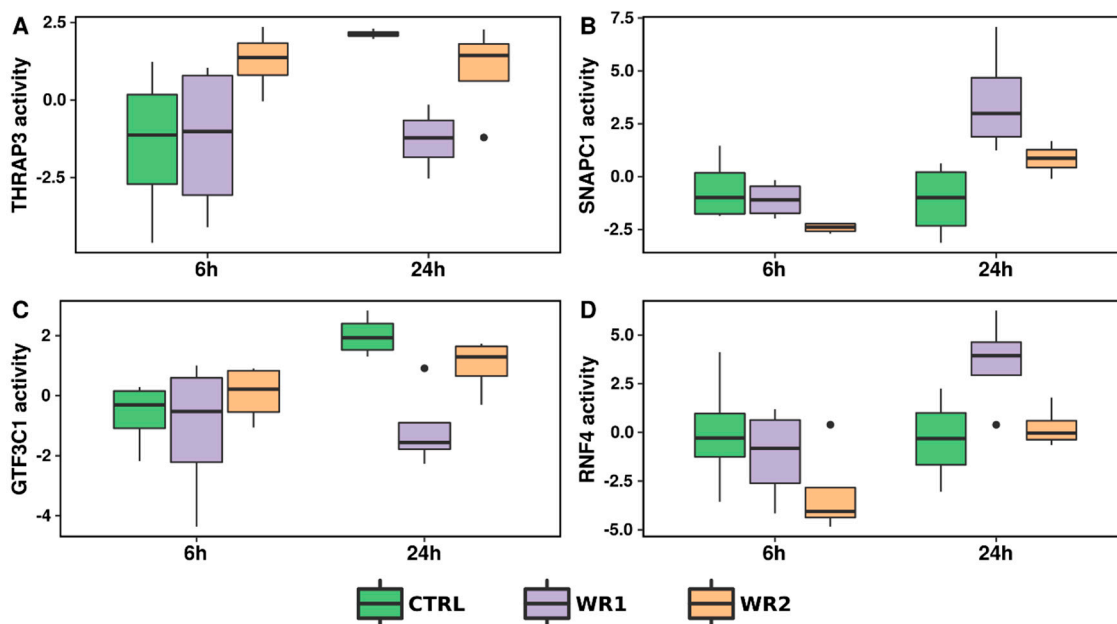 A
THRAP3 activity
2.5
0.0
-2.5
6h
24h
B
SNAPC1 activity
7.5
5.0
2.5
0.0
-2.5
6h
24h
C
GTF3C1 activity
2
0
-2
-4
6h
24h
D
RNF4 activity
5.0
2.5
0.0
-2.5
-5.0
6h
24h
CTRL WR1 WR2